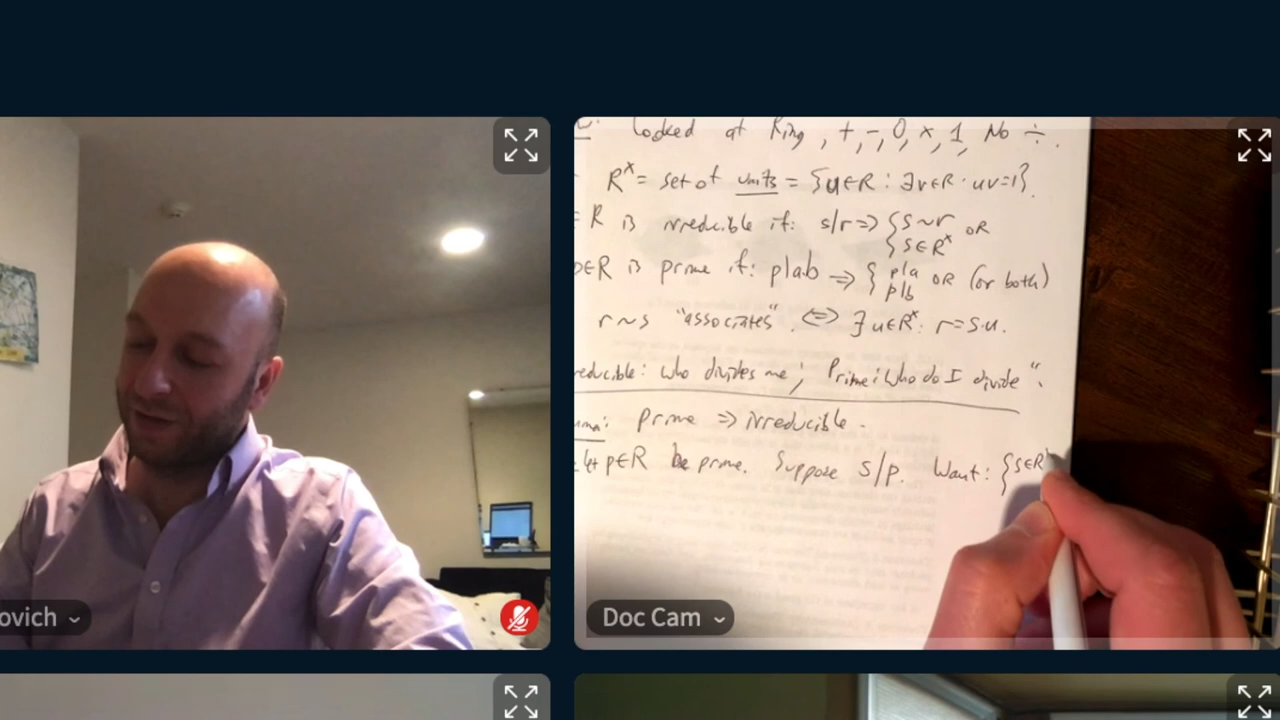 ovich
Looked at Ring, +, -, 0, x, 1, No ÷.
R^x = set of units = {u∈R : ∃v∈R · uv=1}.
∈R is irreducible if: s|r => { s~r OR
{ s∈R^x
p∈R is prime if: p|ab => { p|a OR (or both)
p|b
r~s "associates" . <=> ∃u∈R^x : r=s·u.
reducible: who divides me ; Prime: Who do I divide ".
Prime => irreducible.
Let p∈R be prime. Suppose s|p. Want: { s∈R
Doc Cam